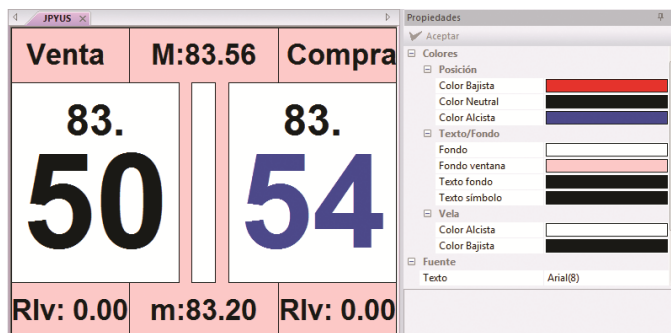 JPYUS
Venta M:83.56 Compra
83. 83.
50 54
Rlv: 0.00 m:83.20 Rlv: 0.00
Propiedades
Aceptar
Colores
Posición
Color Bajista
Color Neutral
Color Alcista
Texto/Fondo
Fondo
Fondo ventana
Texto fondo
Texto símbolo
Vela
Color Alcista
Color Bajista
Fuente
Texto Arial(8)